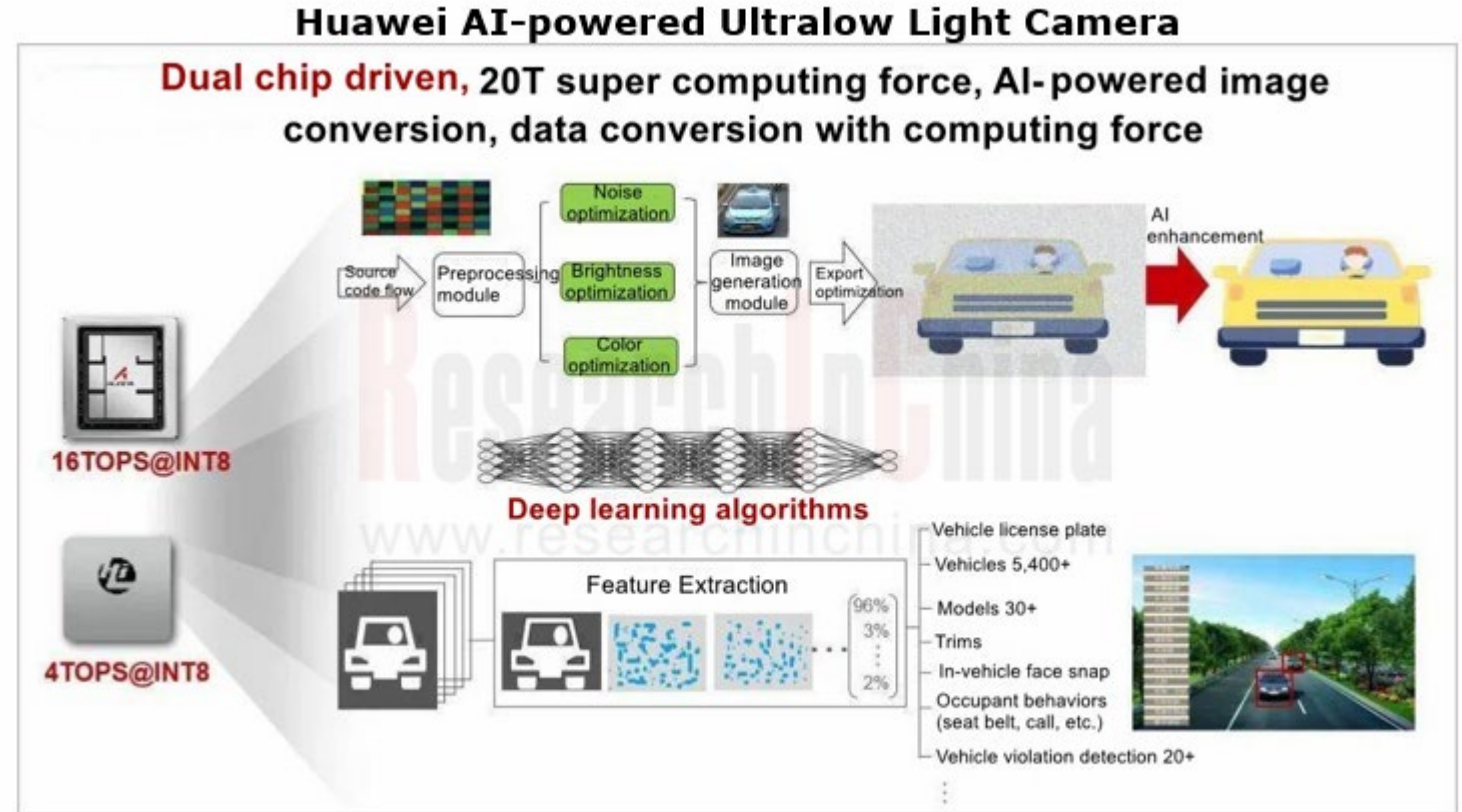 Huawei AI-powered Ultralow Light Camera
Dual chip driven, 20T super computing force, AI-powered image
conversion, data conversion with computing force
Source
code flow
Preprocessing
module
Noise
optimization
Brightness
optimization
Color
optimization
Image
generation
module
Export
optimization
AI
enhancement
16TOPS@INT8
4TOPS@INT8
ResearchInChina
www.researchinchina.com
Deep learning algorithms
Feature Extraction
96%
3%
2%
Vehicle license plate
Vehicles 5,400+
Models 30+
Trims
In-vehicle face snap
Occupant behaviors
(seat belt, call, etc.)
Vehicle violation detection 20+